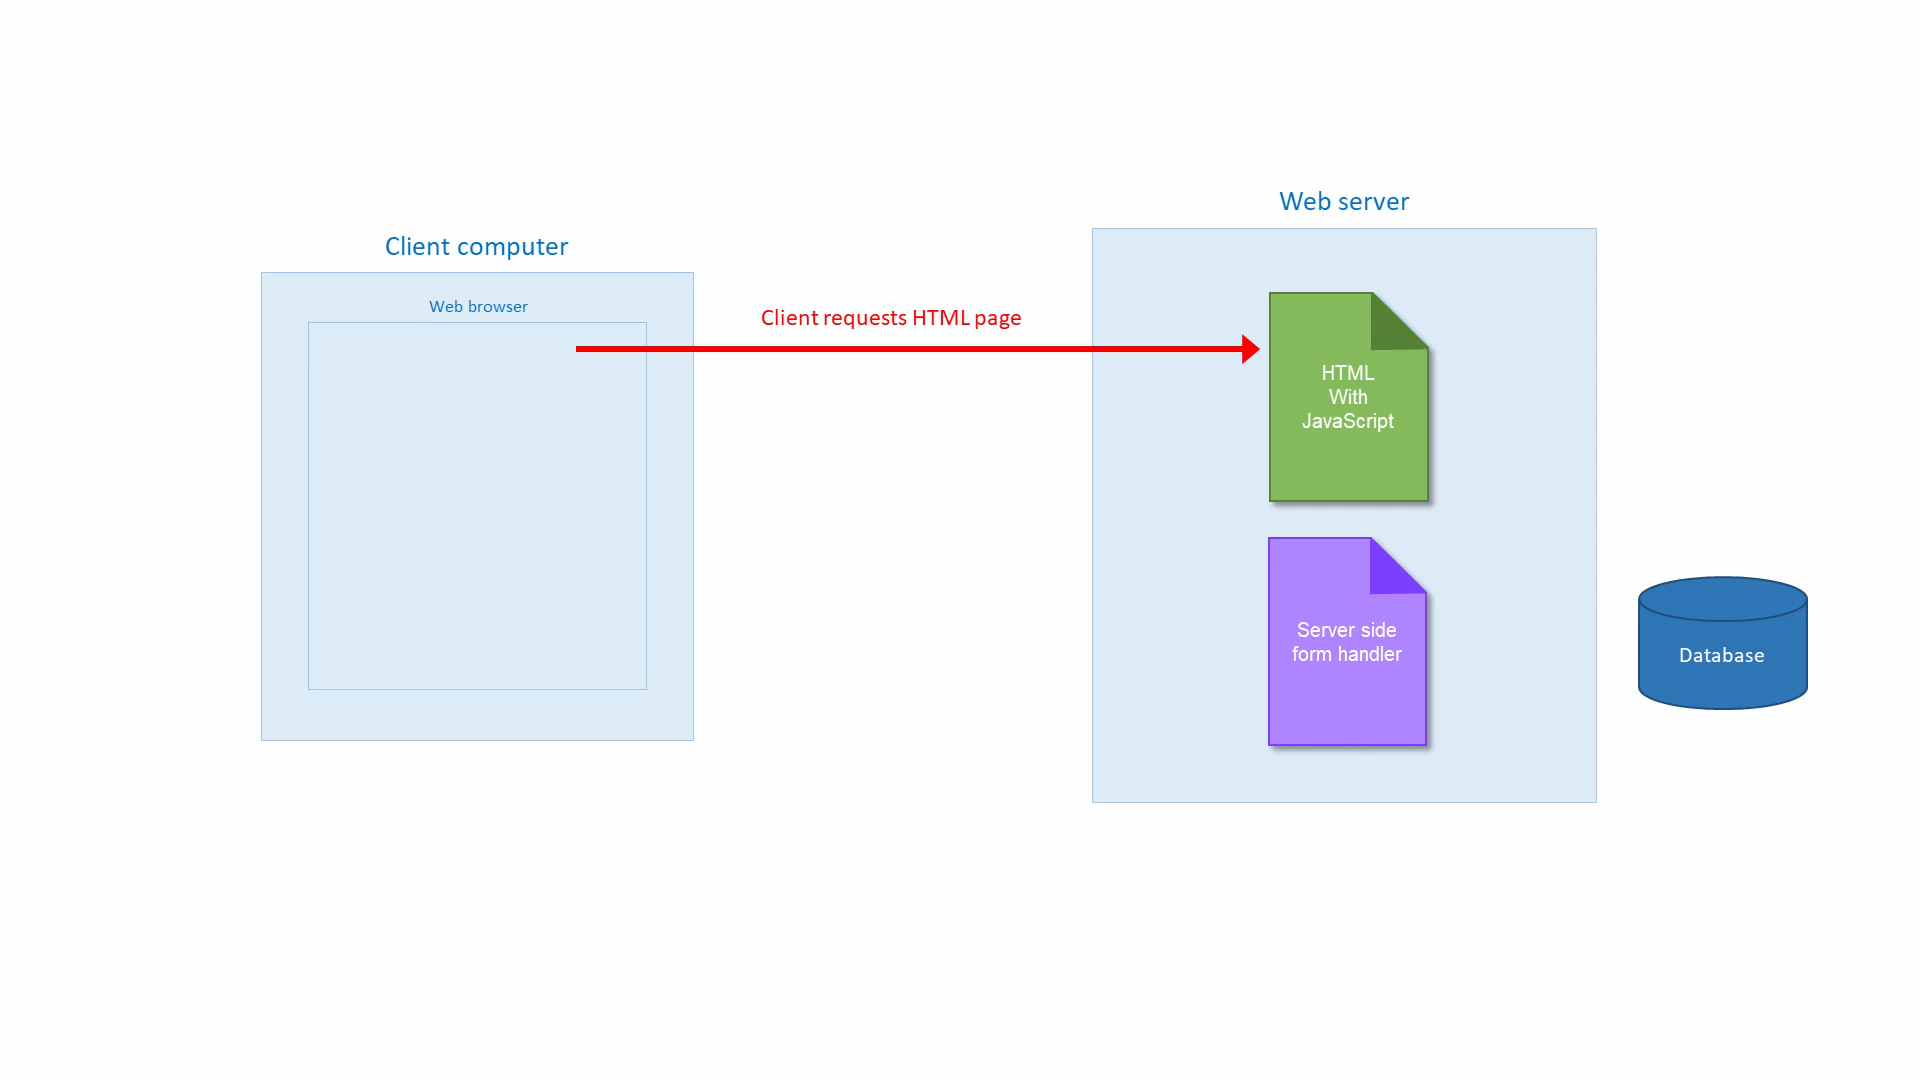 Web server
Client computer
Web browser
Client requests HTML page
HTML
With
JavaScript
Server side
form handler
Database